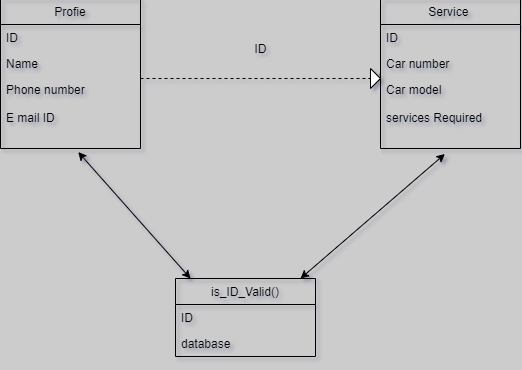 Profie
ID
Name
Phone number
E mail ID
ID
Service
ID
Car number
Car model
services Required
is_ID_Valid()
ID
database